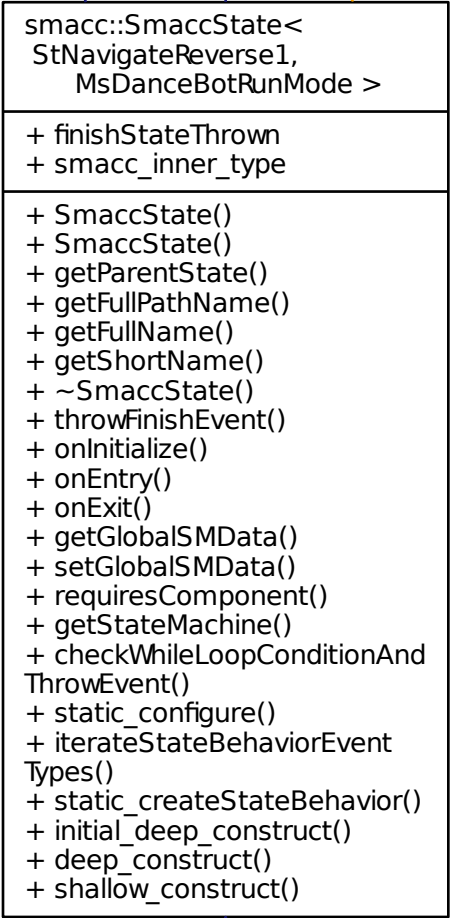 smacc::SmaccState<
StNavigateReverse1,
MsDanceBotRunMode >
+ finishStateThrown
+ smacc_inner_type
+ SmaccState()
+ SmaccState()
+ getParentState()
+ getFullPathName()
+ getFullName()
+ getShortName()
+ ~SmaccState()
+ throwFinishEvent()
+ onInitialize()
+ onEntry()
+ onExit()
+ getGlobalSMData()
+ setGlobalSMData()
+ requiresComponent()
+ getStateMachine()
+ checkWhileLoopConditionAnd
ThrowEvent()
+ static_configure()
+ iterateStateBehaviorEvent
Types()
+ static_createStateBehavior()
+ initial_deep_construct()
+ deep_construct()
+ shallow_construct()